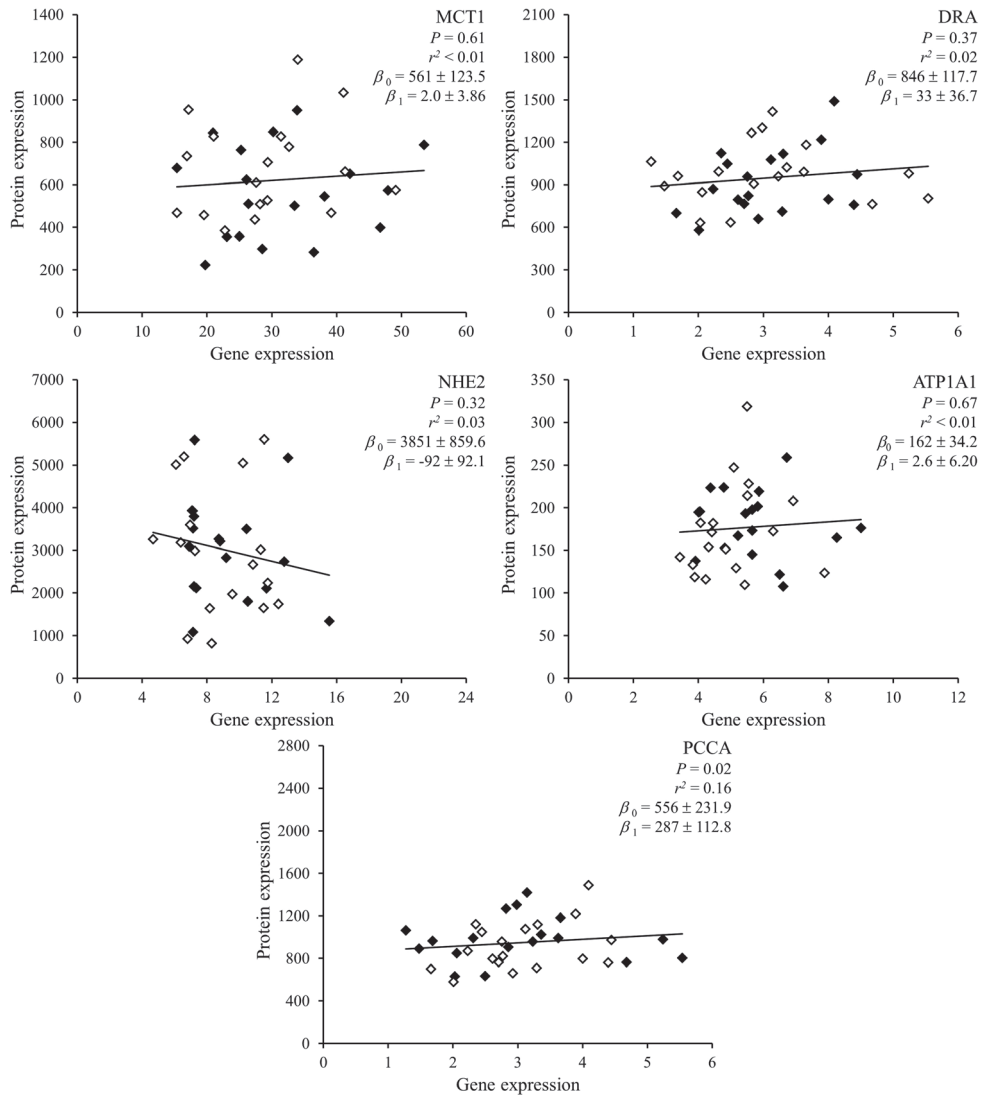 MCT1
P = 0.61
r² < 0.01
β₀ = 561 ± 123.5
β₁ = 2.0 ± 3.86
1400
1200
1000
800
600
400
200
0
Protein expression
0 10 20 30 40 50 60
Gene expression
DRA
P = 0.37
r² = 0.02
β₀ = 846 ± 117.7
β₁ = 33 ± 36.7
2100
1800
1500
1200
900
600
300
0
Protein expression
0 1 2 3 4 5 6
Gene expression
NHE2
P = 0.32
r² = 0.03
β₀ = 3851 ± 859.6
β₁ = -92 ± 92.1
7000
6000
5000
4000
3000
2000
1000
0
Protein expression
0 4 8 12 16 20 24
Gene expression
ATP1A1
P = 0.67
r² < 0.01
β₀ = 162 ± 34.2
β₁ = 2.6 ± 6.20
350
300
250
200
150
100
50
0
Protein expression
0 2 4 6 8 10 12
Gene expression
PCCA
P = 0.02
r² = 0.16
β₀ = 556 ± 231.9
β₁ = 287 ± 112.8
2800
2400
2000
1600
1200
800
400
0
Protein expression
0 1 2 3 4 5 6
Gene expression